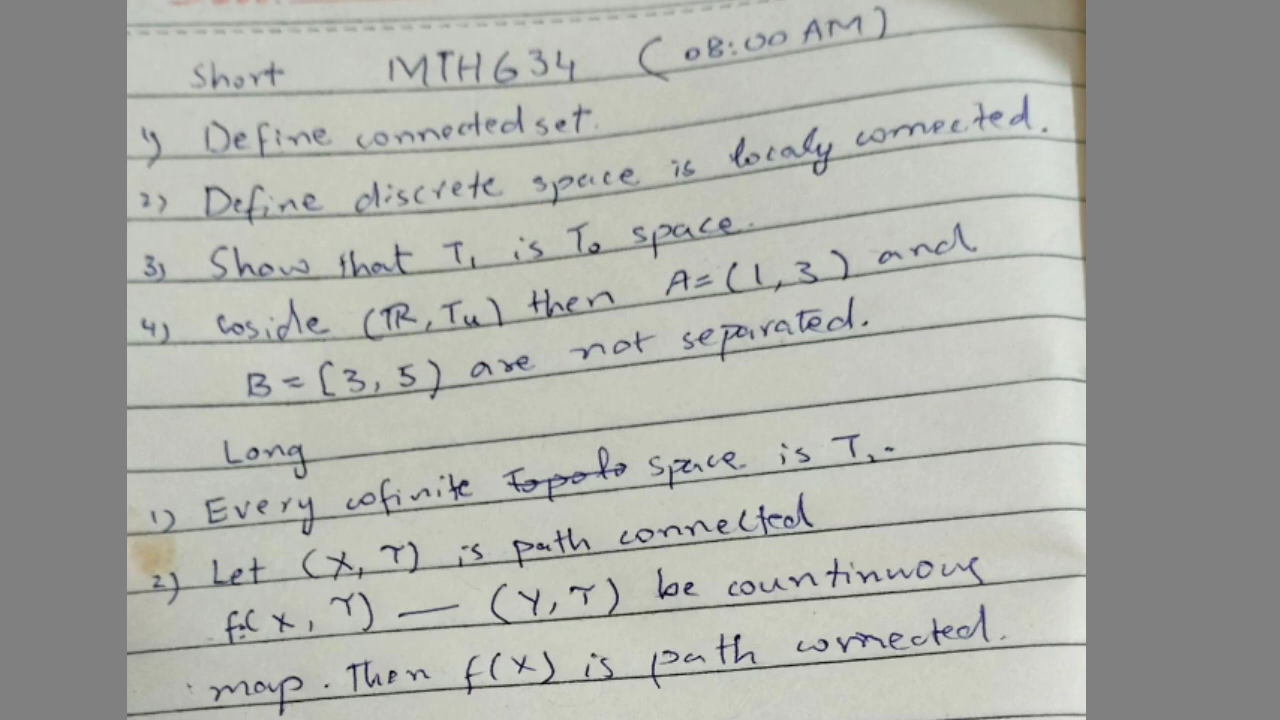 Short MTH634 (08:00 AM)
1) Define connected set.
2) Define discrete space is localy connected.
3) Show that T₁ is T₀ space.
4) Coside (ℝ, Tu) then A=(1,3) and
B=[3,5) are not separated.
Long
1) Every cofinite Topolo space is T₁.
2) Let (X, τ) is path connected
f:(X, τ) — (Y, τ) be countinuous
map. Then f(X) is path connected.